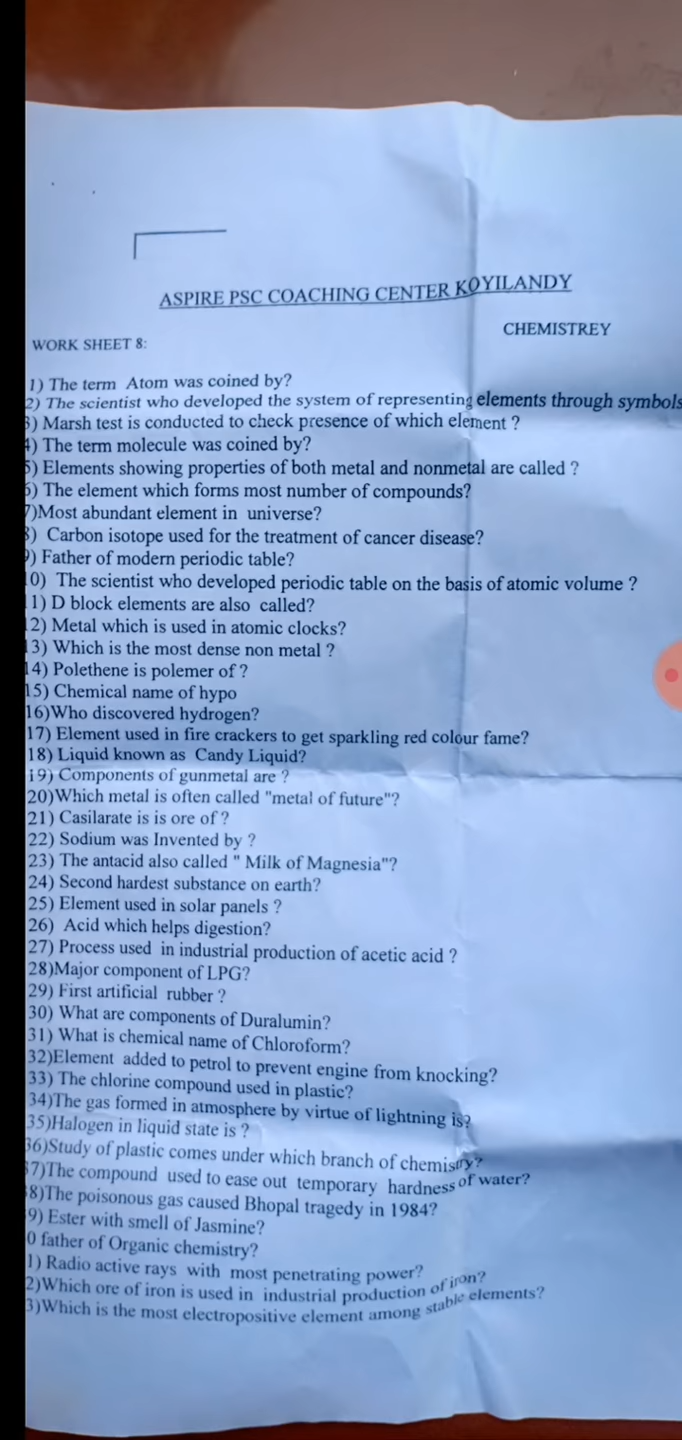 ASPIRE PSC COACHING CENTER KOYILANDY
CHEMISTREY
WORK SHEET 8:
1) The term Atom was coined by?
2) The scientist who developed the system of representing elements through symbols
3) Marsh test is conducted to check presence of which element ?
4) The term molecule was coined by?
5) Elements showing properties of both metal and nonmetal are called ?
6) The element which forms most number of compounds?
7)Most abundant element in universe?
8) Carbon isotope used for the treatment of cancer disease?
9) Father of modern periodic table?
10) The scientist who developed periodic table on the basis of atomic volume ?
11) D block elements are also called?
12) Metal which is used in atomic clocks?
13) Which is the most dense non metal ?
14) Polethene is polemer of ?
15) Chemical name of hypo
16)Who discovered hydrogen?
17) Element used in fire crackers to get sparkling red colour fame?
18) Liquid known as Candy Liquid?
19) Components of gunmetal are ?
20)Which metal is often called "metal of future"?
21) Casilarate is is ore of ?
22) Sodium was Invented by ?
23) The antacid also called " Milk of Magnesia"?
24) Second hardest substance on earth?
25) Element used in solar panels ?
26) Acid which helps digestion?
27) Process used in industrial production of acetic acid ?
28)Major component of LPG?
29) First artificial rubber ?
30) What are components of Duralumin?
31) What is chemical name of Chloroform?
32)Element added to petrol to prevent engine from knocking?
33) The chlorine compound used in plastic?
34)The gas formed in atmosphere by virtue of lightning is?
35)Halogen in liquid state is ?
36)Study of plastic comes under which branch of chemistry?
37)The compound used to ease out temporary hardness of water?
8)The poisonous gas caused Bhopal tragedy in 1984?
9) Ester with smell of Jasmine?
0 father of Organic chemistry?
1) Radio active rays with most penetrating power?
2)Which ore of iron is used in industrial production of iron?
3)Which is the most electropositive element among stable elements?